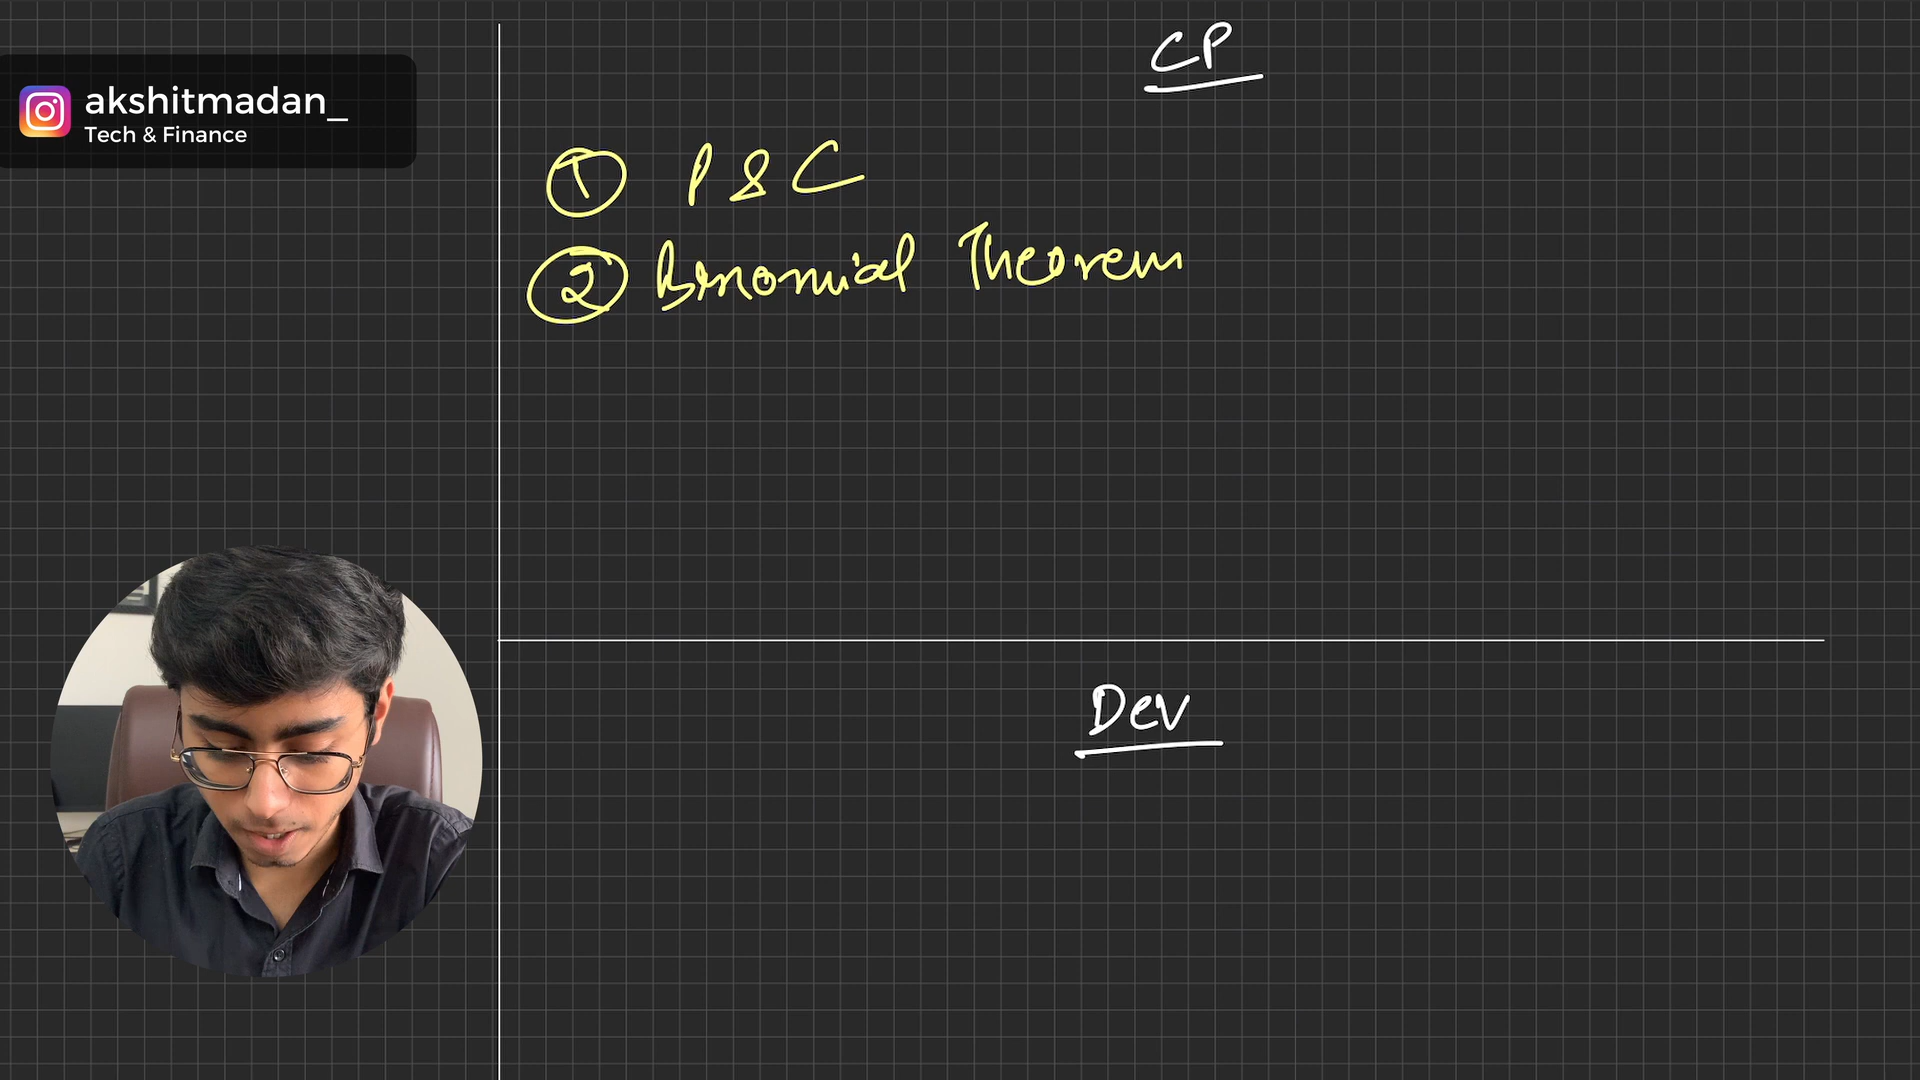 akshitmadan_
Tech & Finance
CP
1 P & C
2 Binomial Theorem
Dev